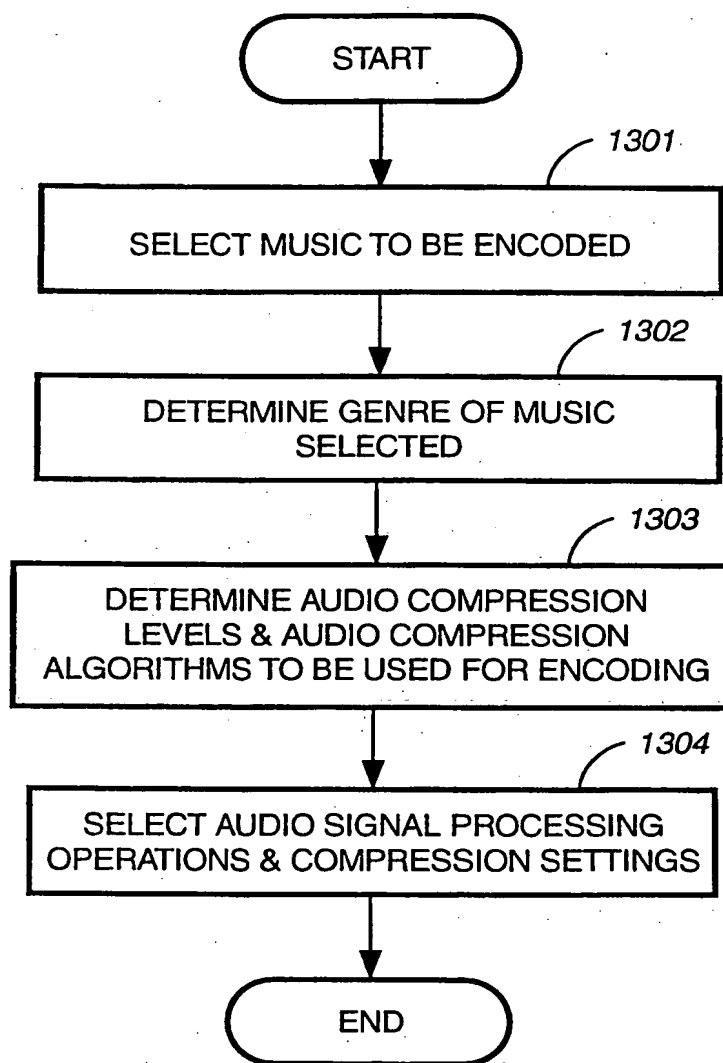 START
1301
SELECT MUSIC TO BE ENCODED
1302
DETERMINE GENRE OF MUSIC
SELECTED
1303
DETERMINE AUDIO COMPRESSION
LEVELS & AUDIO COMPRESSION
ALGORITHMS TO BE USED FOR ENCODING
1304
SELECT AUDIO SIGNAL PROCESSING
OPERATIONS & COMPRESSION SETTINGS
END